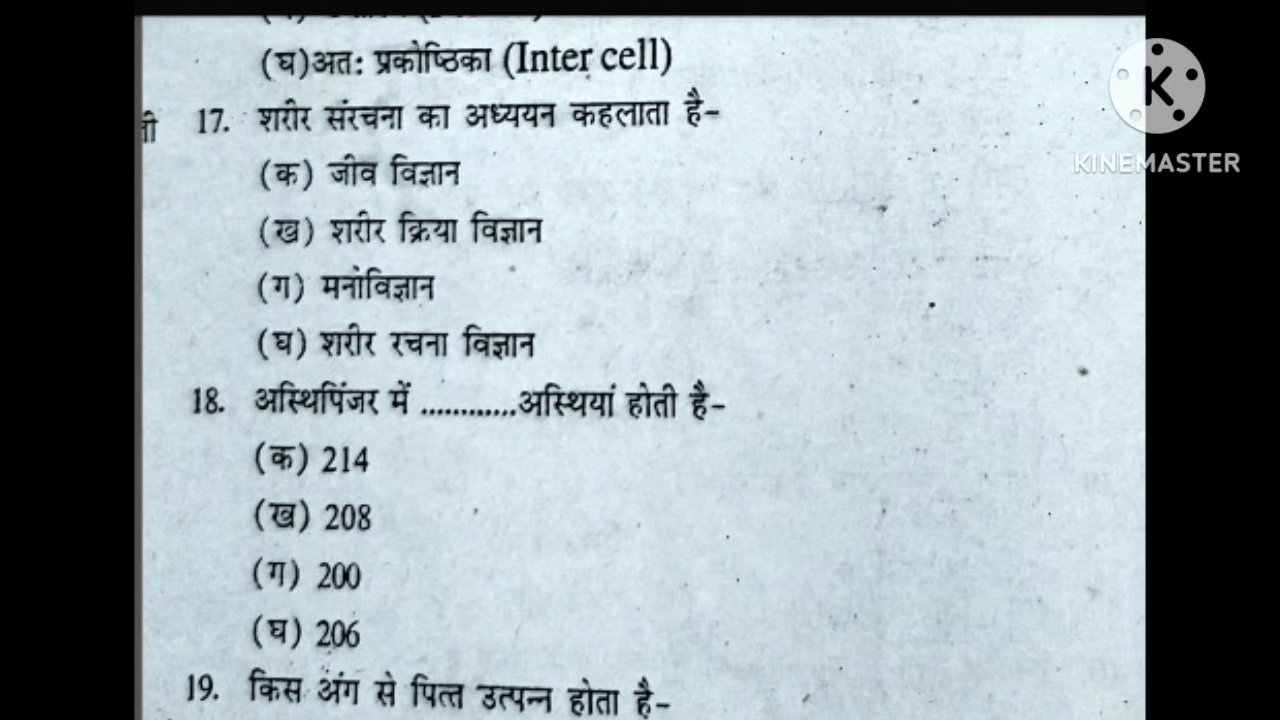 (घ)अत: प्रकोष्ठिका (Inter cell)
17. शरीर संरचना का अध्ययन कहलाता है-
(क) जीव विज्ञान
(ख) शरीर क्रिया विज्ञान
(ग) मनोविज्ञान
(घ) शरीर रचना विज्ञान
18. अस्थिपिंजर में ............अस्थियां होती है-
(क) 214
(ख) 208
(ग) 200
(घ) 206
19. किस अंग से पित्त उत्पन्न होता है-
K
KINEMASTER